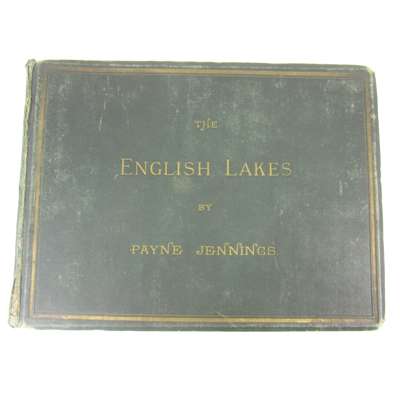 THE
ENGLISH LAKES
BY
PAYNE JENNINGS